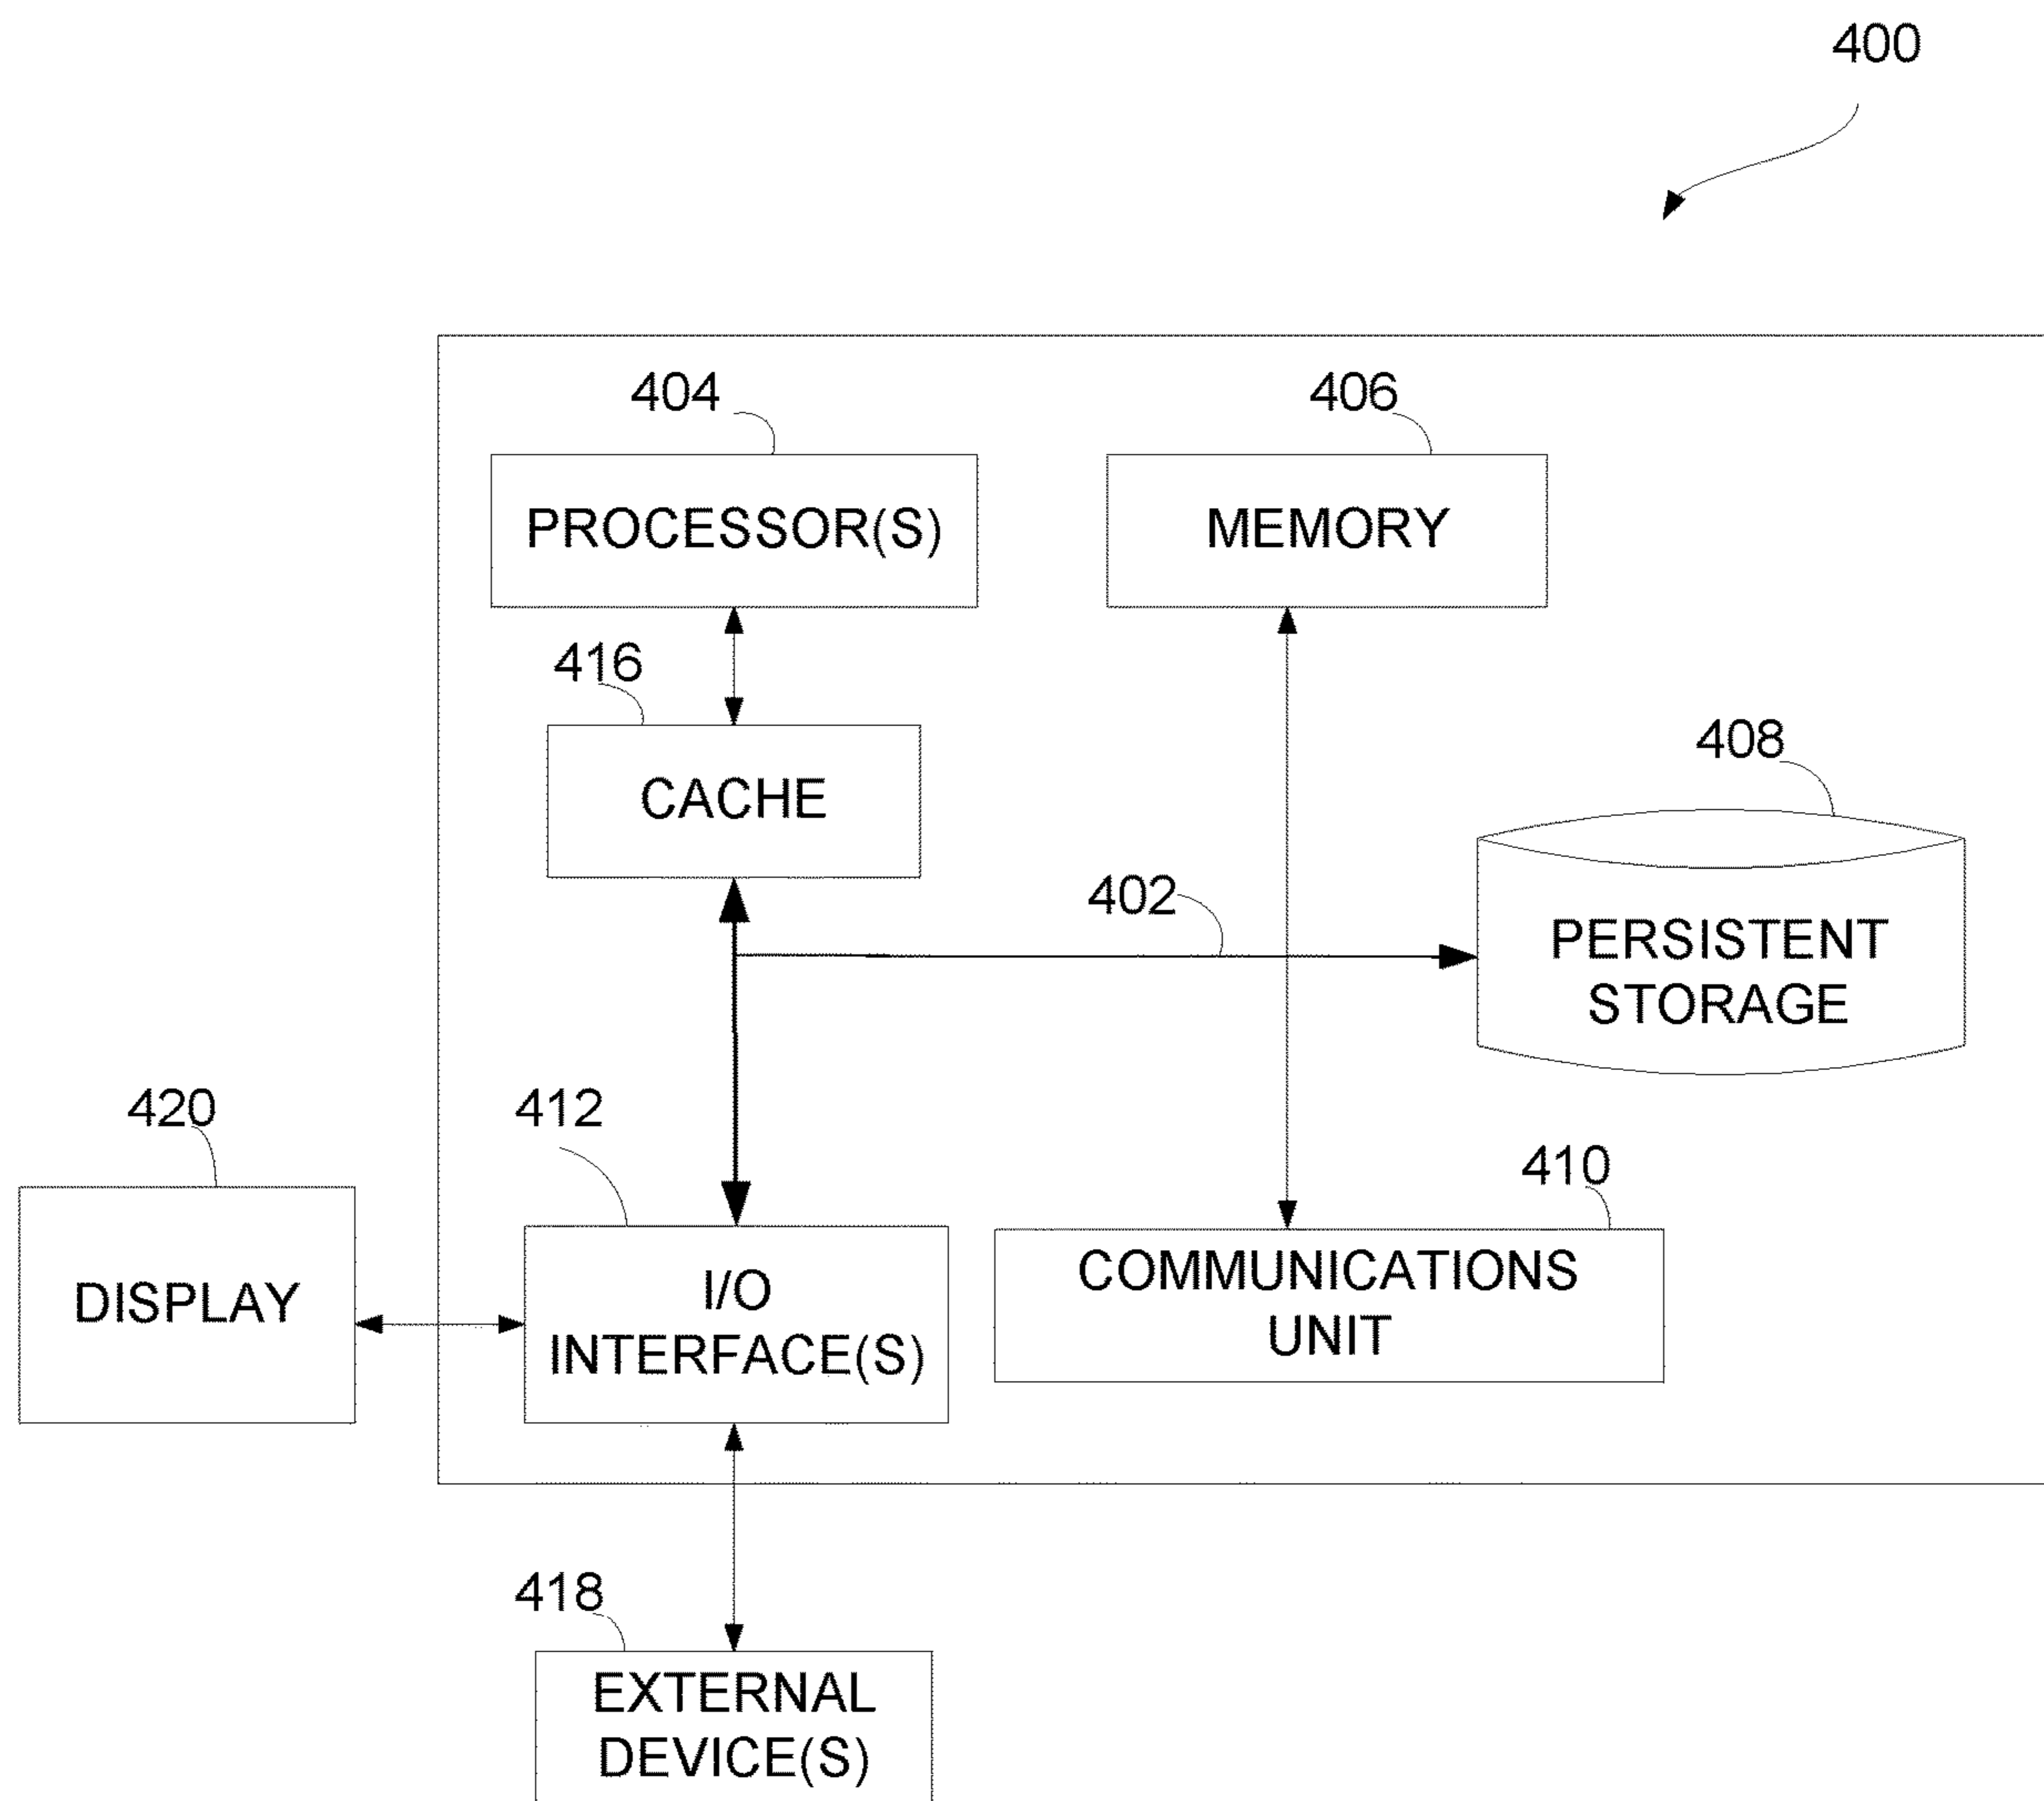 400
404
406
PROCESSOR(S)
MEMORY
416
CACHE
408
402
PERSISTENT
STORAGE
420
412
410
DISPLAY
I/O
INTERFACE(S)
COMMUNICATIONS
UNIT
418
EXTERNAL
DEVICE(S)